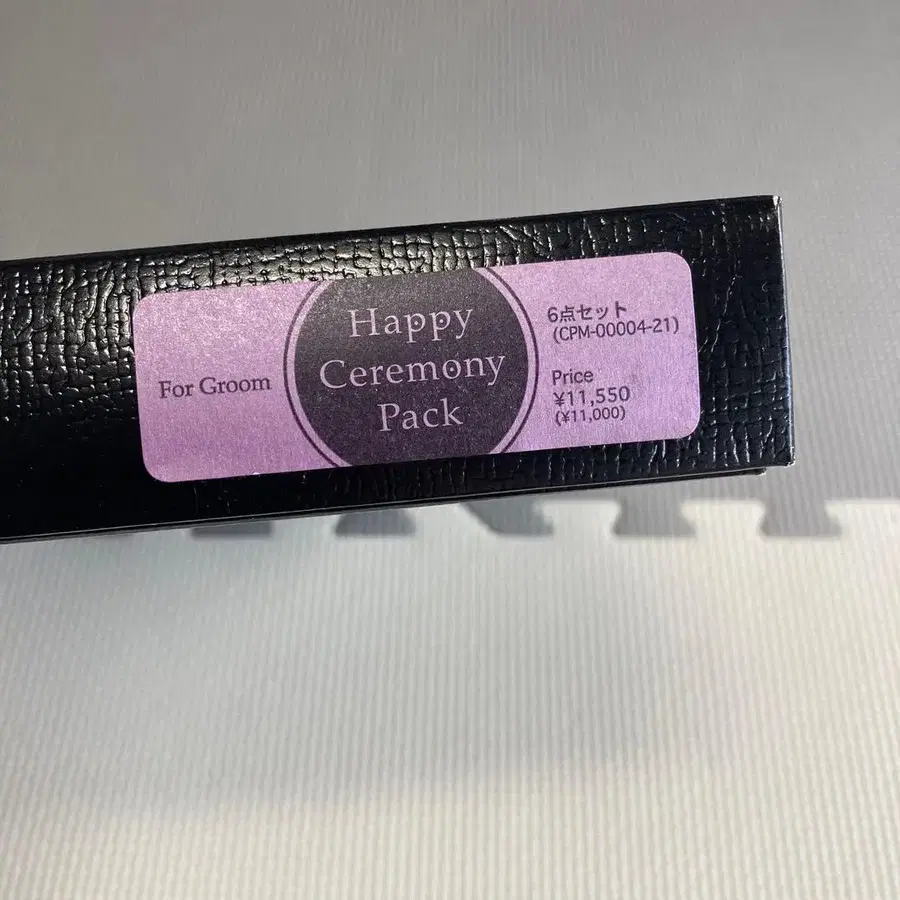 For Groom
Happy
Ceremony
Pack
6点セット
(CPM-00004-21)
Price
¥11,550
(¥11,000)